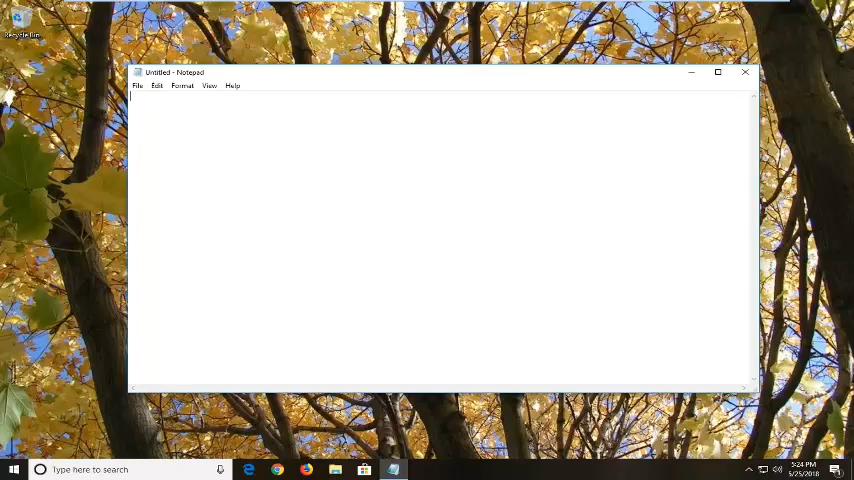 Recycle Bin
Untitled - Notepad
File Edit Format View Help
Type here to search
5:24 PM
5/25/2018